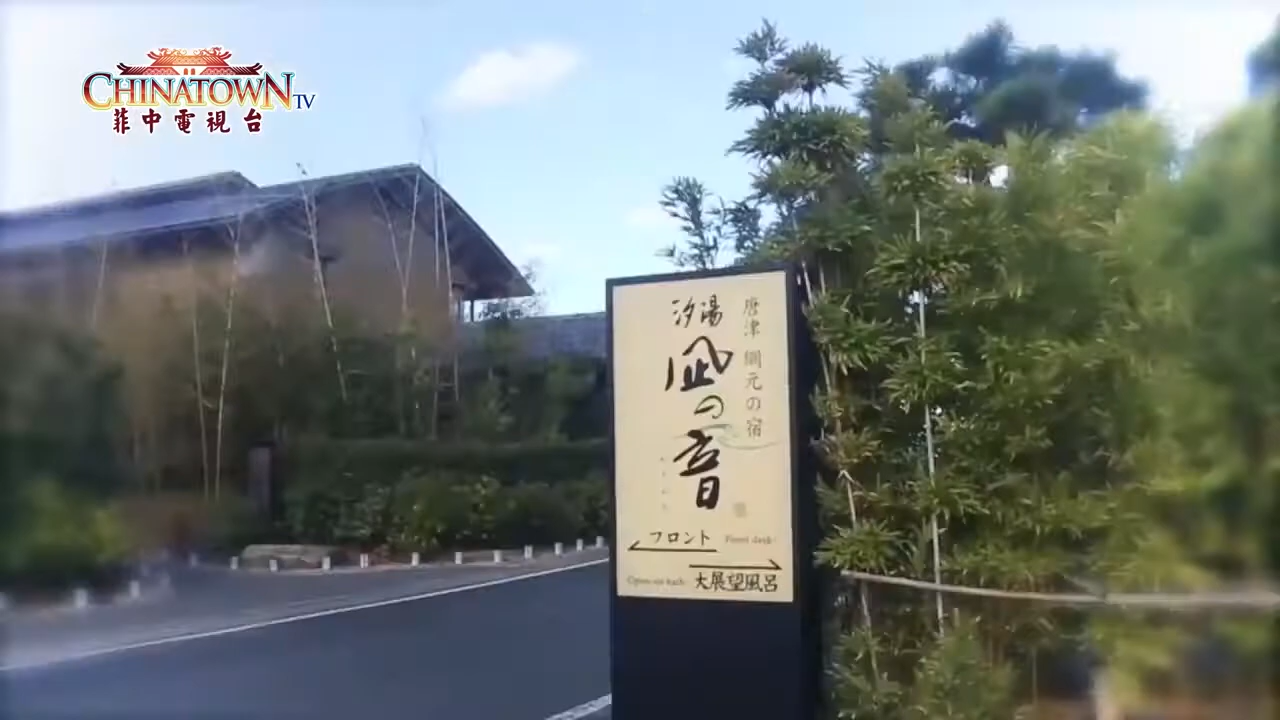 CHINATOWN TV
菲中電視台
唐津 網元の宿
汐湯
凪の音
フロント Front desk
Open-air bath 大展望風呂